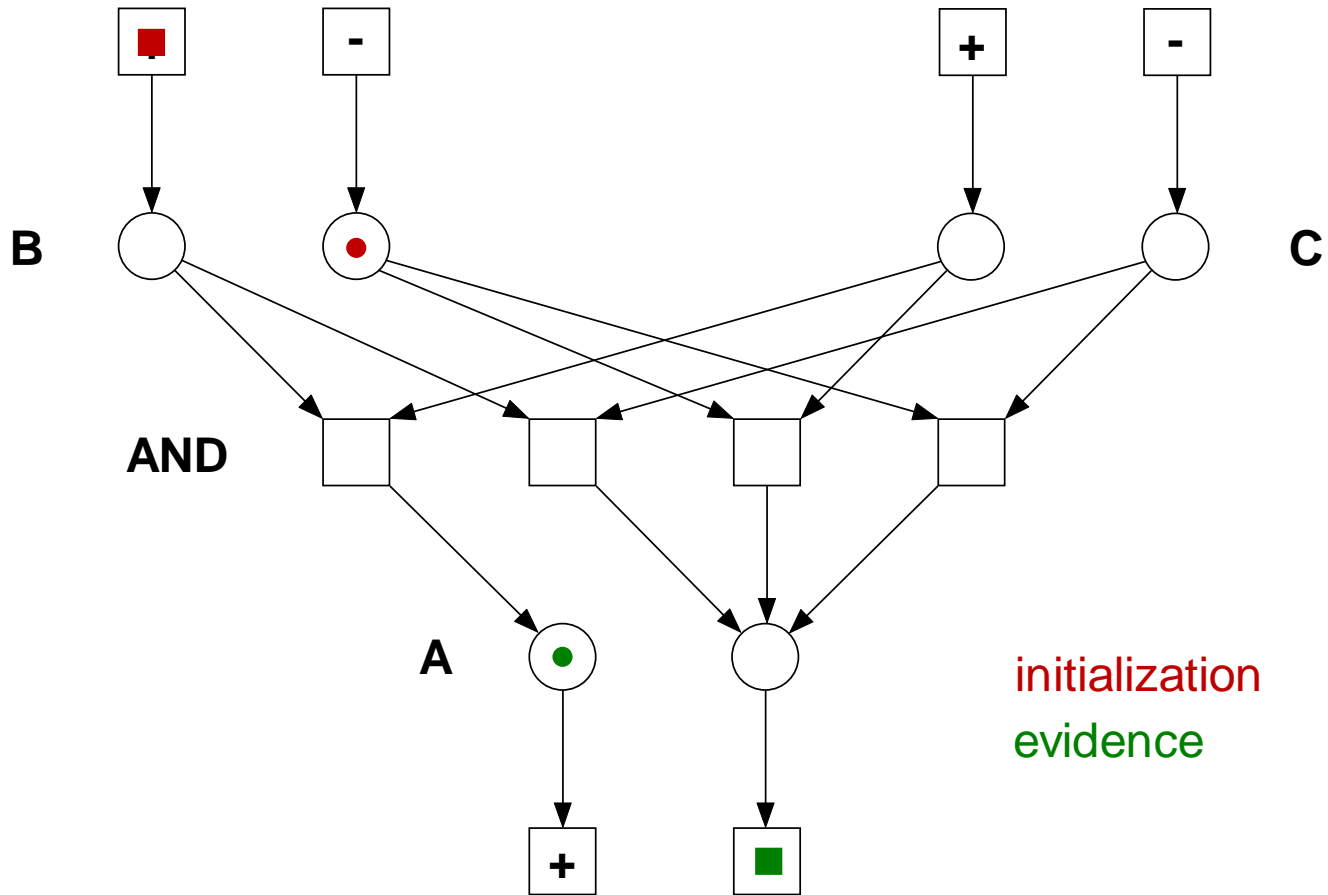 -
+
-
B
C
AND
A
initialization
evidence
+